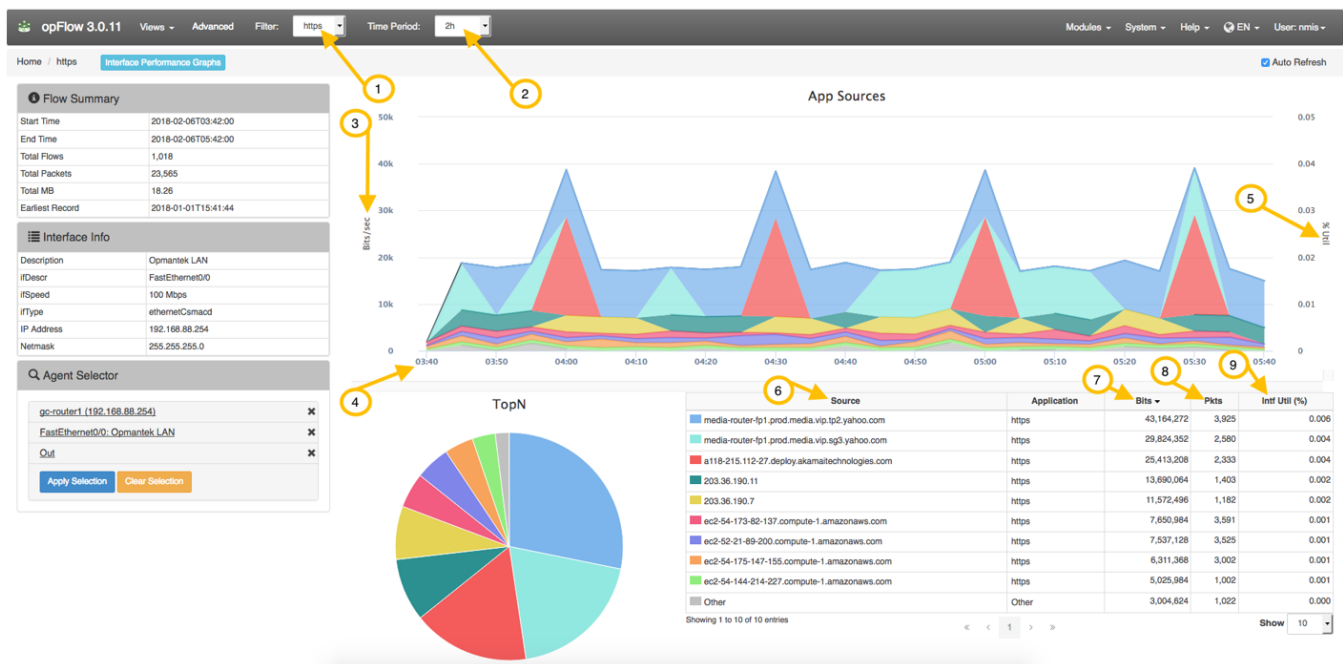 opFlow 3.0.11 Views Advanced Filter: https Time Period: 2h Modules System Help EN User: nmis
Home / https Interface Performance Graphs Auto Refresh
1
2
Flow Summary
Start Time 2018-02-06T03:42:00
End Time 2018-02-06T05:42:00
Total Flows 1,018
Total Packets 23,565
Total MB 18.26
Earliest Record 2018-01-01T15:41:44
Interface Info
Description Opmantek LAN
ifDescr FastEthernet0/0
ifSpeed 100 Mbps
ifType ethernetCsmacd
IP Address 192.168.88.254
Netmask 255.255.255.0
Agent Selector
gc-router1 (192.168.88.254)
FastEthernet0/0: Opmantek LAN
Out
Apply Selection Clear Selection
App Sources
3
50k 0.05
40k 0.04
5
30k 0.03
Bits/sec
% Util
20k 0.02
10k 0.01
0 0
03:40 03:50 04:00 04:10 04:20 04:30 04:40 04:50 05:00 05:10 05:20 05:30 05:40
4
TopN
6 7 8 9
Source Application Bits Pkts Intf Util (%)
media-router-fp1.prod.media.vip.tp2.yahoo.com https 43,164,272 3,925 0.006
media-router-fp1.prod.media.vip.sg3.yahoo.com https 29,824,352 2,580 0.004
a118-215-112-27.deploy.akamaitechnologies.com https 25,413,208 2,333 0.004
203.36.190.11 https 13,690,064 1,403 0.002
203.36.190.7 https 11,572,496 1,182 0.002
ec2-54-173-82-137.compute-1.amazonaws.com https 7,650,984 3,591 0.001
ec2-52-21-89-200.compute-1.amazonaws.com https 7,537,128 3,525 0.001
ec2-54-175-147-155.compute-1.amazonaws.com https 6,311,368 3,002 0.001
ec2-54-144-214-227.compute-1.amazonaws.com https 5,025,984 1,002 0.001
Other Other 3,004,624 1,022 0.000
Showing 1 to 10 of 10 entries « ‹ 1 › » Show 10